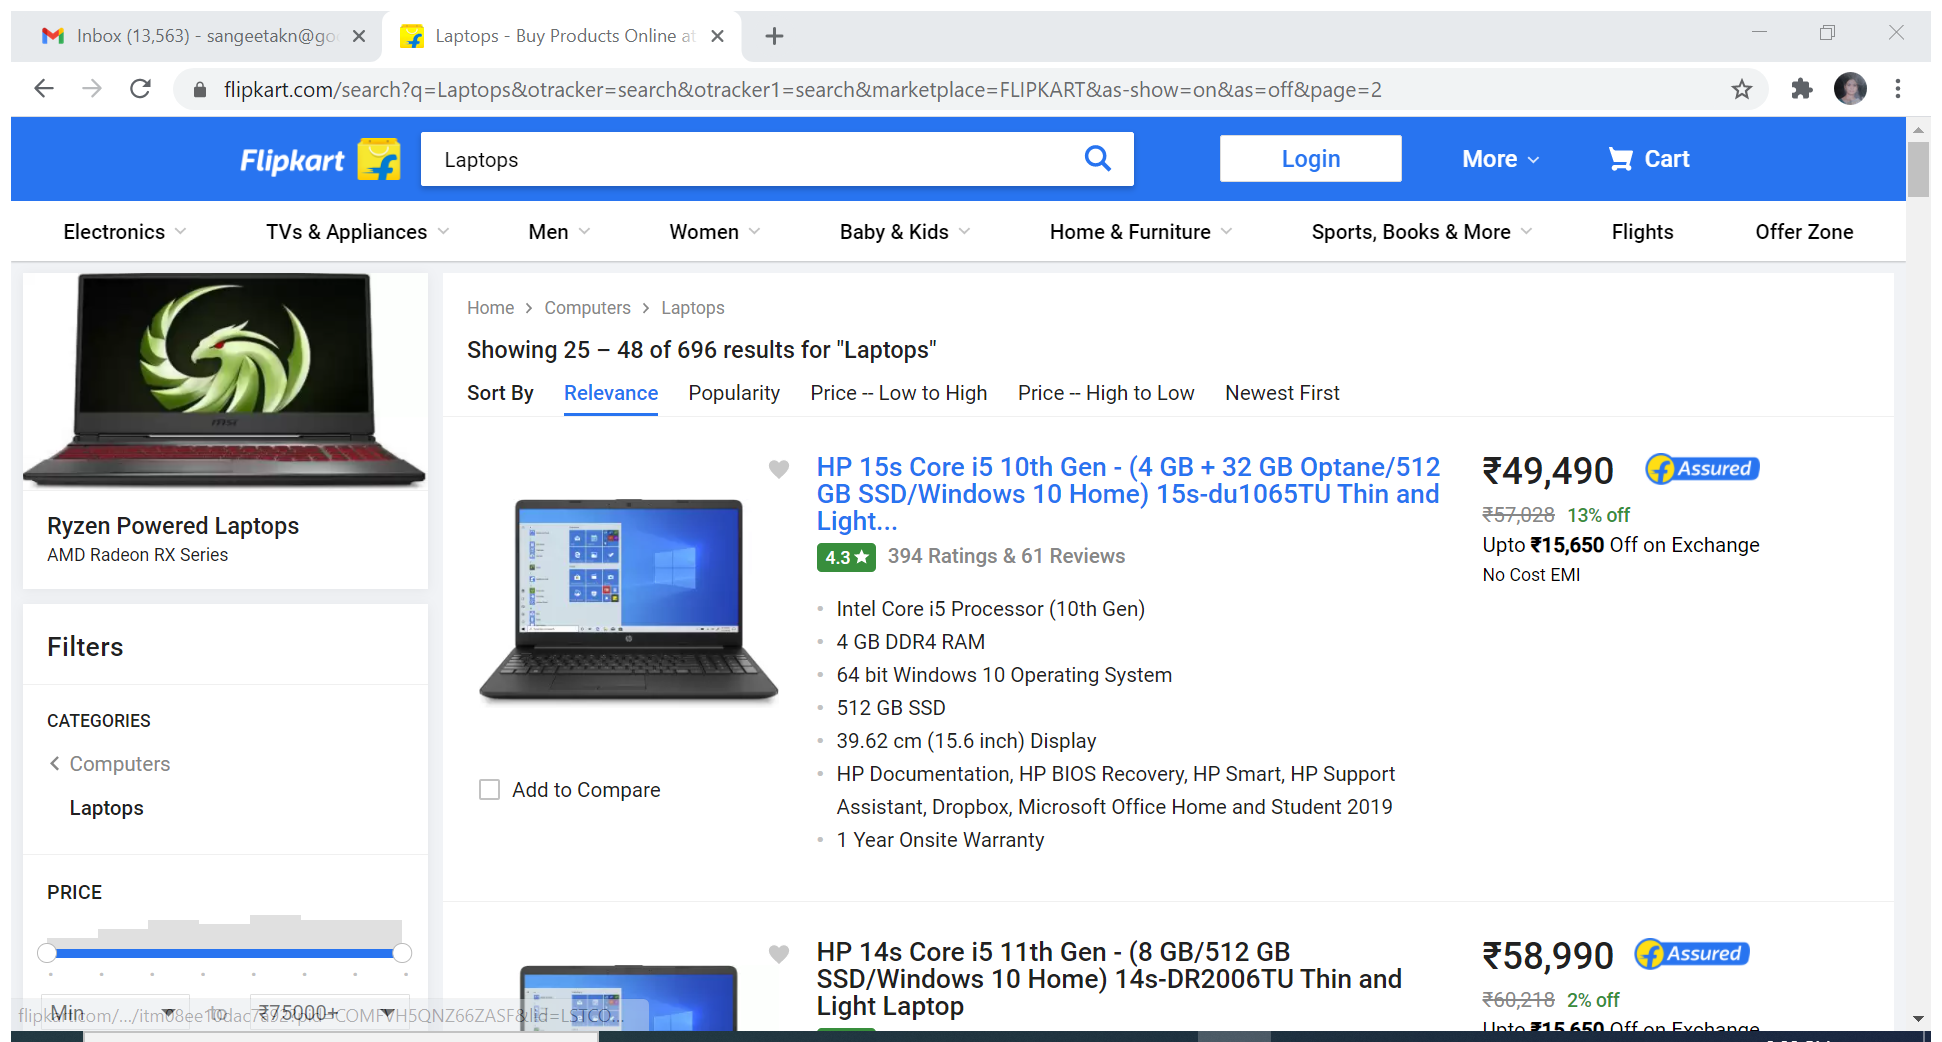 Inbox (13,563) - sangeetakn@go
Laptops - Buy Products Online at
flipkart.com/search?q=Laptops&otracker=search&otracker1=search&marketplace=FLIPKART&as-show=on&as=off&page=2
Flipkart
Laptops
Login
More
Cart
Electronics
TVs & Appliances
Men
Women
Baby & Kids
Home & Furniture
Sports, Books & More
Flights
Offer Zone
msi
Ryzen Powered Laptops
AMD Radeon RX Series
Filters
CATEGORIES
Computers
Laptops
PRICE
Min
to
₹75000+
Home
Computers
Laptops
Showing 25 – 48 of 696 results for "Laptops"
Sort By
Relevance
Popularity
Price -- Low to High
Price -- High to Low
Newest First
HP 15s Core i5 10th Gen - (4 GB + 32 GB Optane/512
GB SSD/Windows 10 Home) 15s-du1065TU Thin and
Light...
4.3
394 Ratings & 61 Reviews
Intel Core i5 Processor (10th Gen)
4 GB DDR4 RAM
64 bit Windows 10 Operating System
512 GB SSD
39.62 cm (15.6 inch) Display
HP Documentation, HP BIOS Recovery, HP Smart, HP Support
Assistant, Dropbox, Microsoft Office Home and Student 2019
1 Year Onsite Warranty
Add to Compare
₹49,490
Assured
₹57,028 13% off
Upto ₹15,650 Off on Exchange
No Cost EMI
HP 14s Core i5 11th Gen - (8 GB/512 GB
SSD/Windows 10 Home) 14s-DR2006TU Thin and
Light Laptop
₹58,990
Assured
₹60,218 2% off
Upto ₹15,650 Off on Exchange